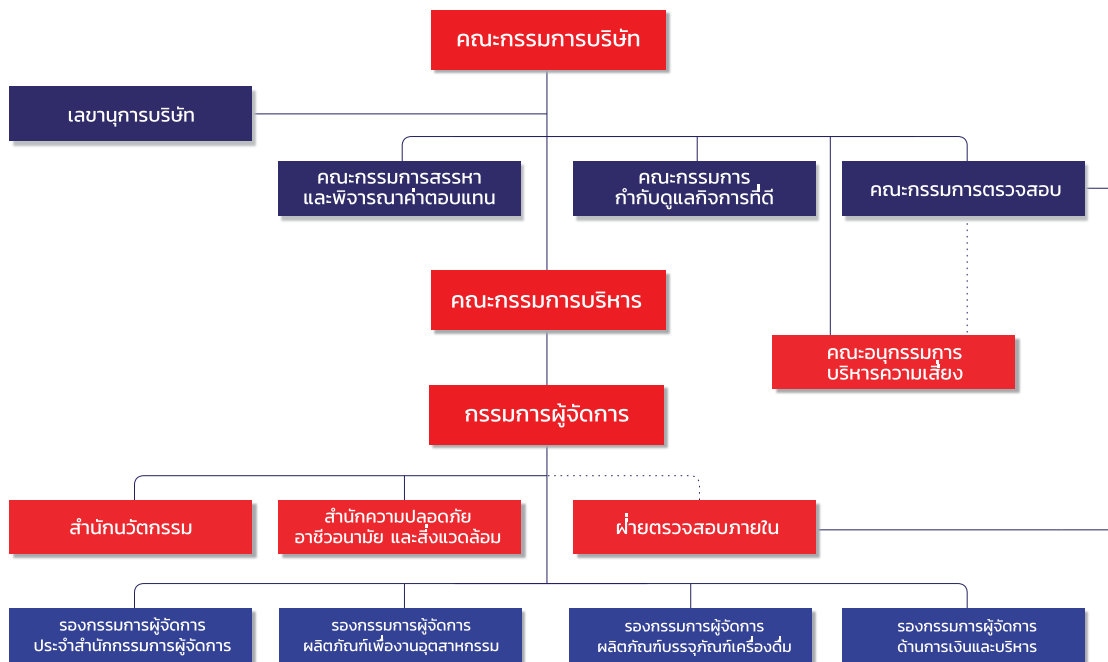 คณะกรรมการบริษัท
เลขานุการบริษัท
คณะกรรมการสรรหา
และพิจารณาค่าตอบแทน
คณะกรรมการ
กำกับดูแลกิจการที่ดี
คณะกรรมการตรวจสอบ
คณะกรรมการบริหาร
คณะอนุกรรมการ
บริหารความเสี่ยง
กรรมการผู้จัดการ
สำนักนวัตกรรม
สำนักความปลอดภัย
อาชีวอนามัย และสิ่งแวดล้อม
ฝ่ายตรวจสอบภายใน
รองกรรมการผู้จัดการ
ประจำสำนักกรรมการผู้จัดการ
รองกรรมการผู้จัดการ
ผลิตภัณฑ์เพื่องานอุตสาหกรรม
รองกรรมการผู้จัดการ
ผลิตภัณฑ์บรรจุภัณฑ์เครื่องดื่ม
รองกรรมการผู้จัดการ
ด้านการเงินและบริหาร